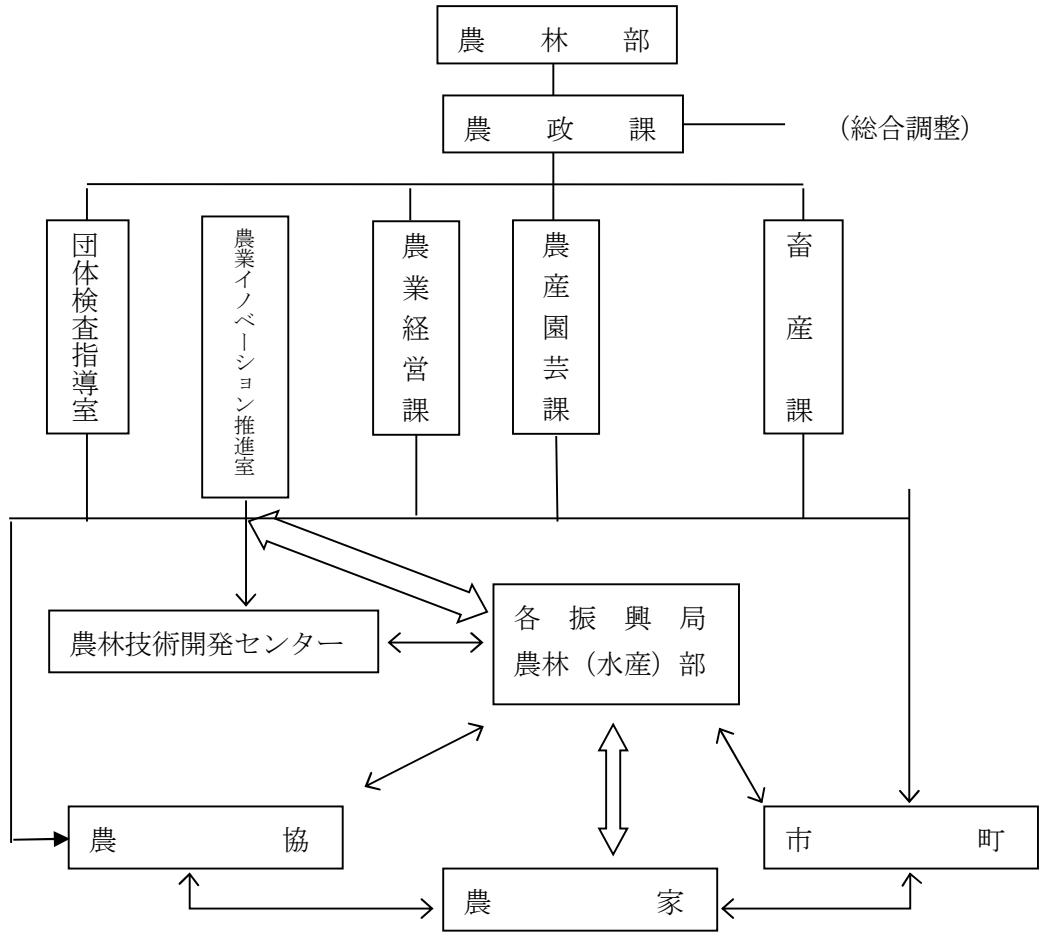 農林部
農政課
（総合調整）
団体検査指導室
農業イノベーション推進室
農業経営課
農産園芸課
畜産課
農林技術開発センター
各振興局
農林（水産）部
農協
市町
農家